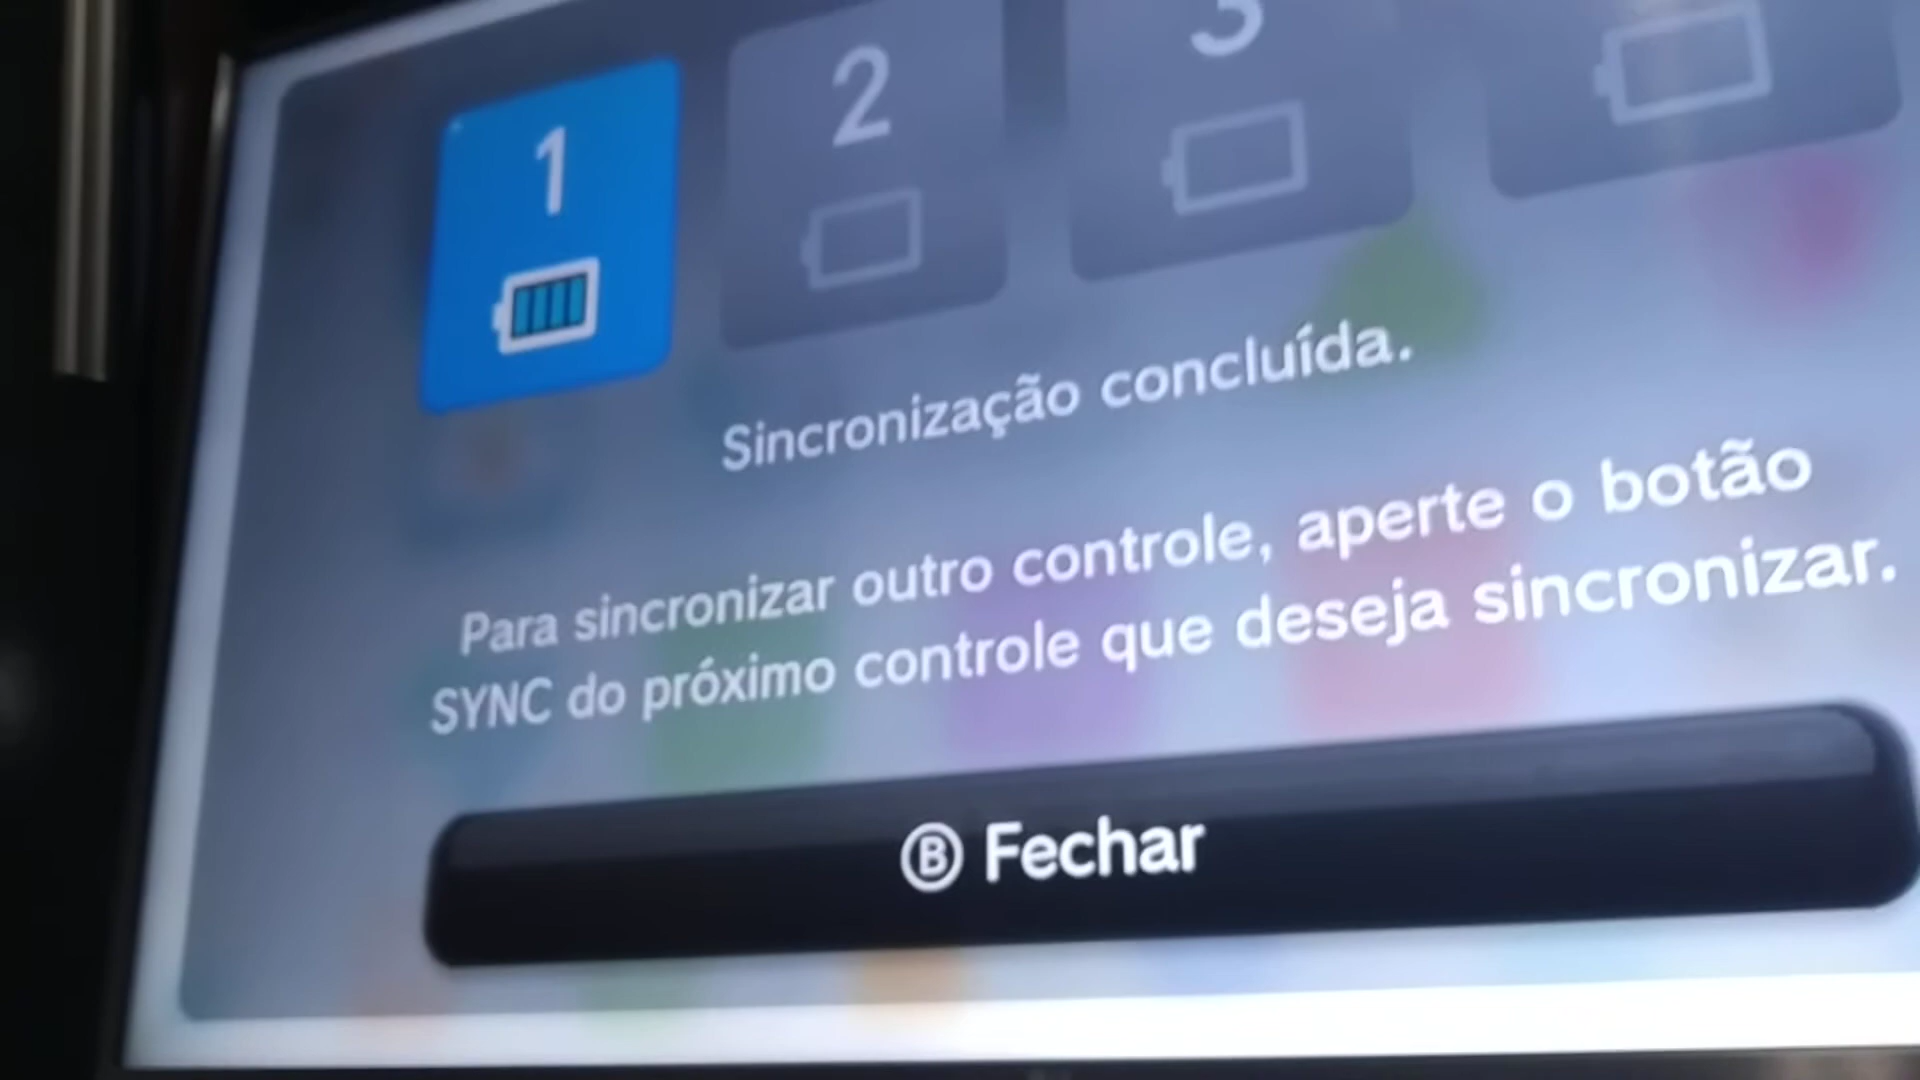 1 2 3
Sincronização concluída.
Para sincronizar outro controle, aperte o botão
SYNC do próximo controle que deseja sincronizar.
Ⓑ Fechar